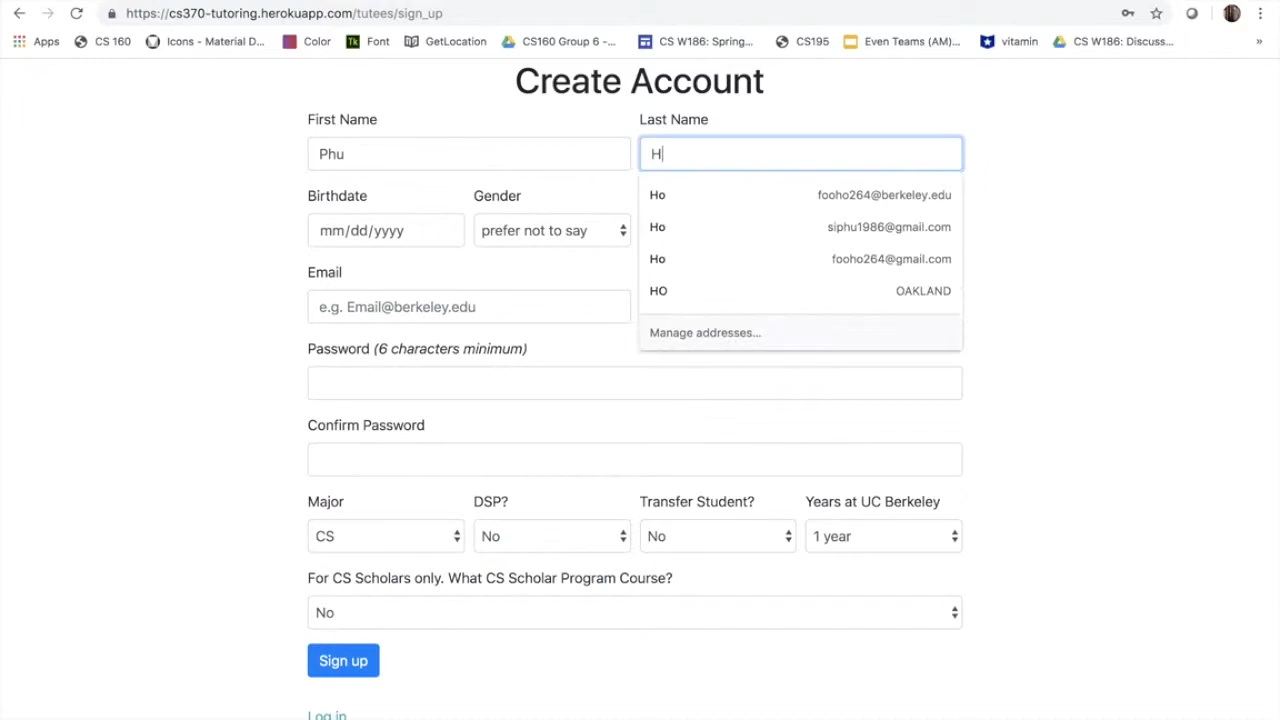 https://cs370-tutoring.herokuapp.com/tutees/sign_up
Apps CS 160 Icons - Material D... Color Tk Font GetLocation CS160 Group 6 -... CS W186: Spring... CS195 Even Teams (AM)... vitamin CS W186: Discuss... »
Create Account
First Name Last Name
Phu H
Birthdate Gender
mm/dd/yyyy prefer not to say
Ho fooho264@berkeley.edu
Ho siphu1986@gmail.com
Ho fooho264@gmail.com
HO OAKLAND
Manage addresses...
Email
e.g. Email@berkeley.edu
Password (6 characters minimum)
Confirm Password
Major DSP? Transfer Student? Years at UC Berkeley
CS No No 1 year
For CS Scholars only. What CS Scholar Program Course?
No
Sign up
Log in